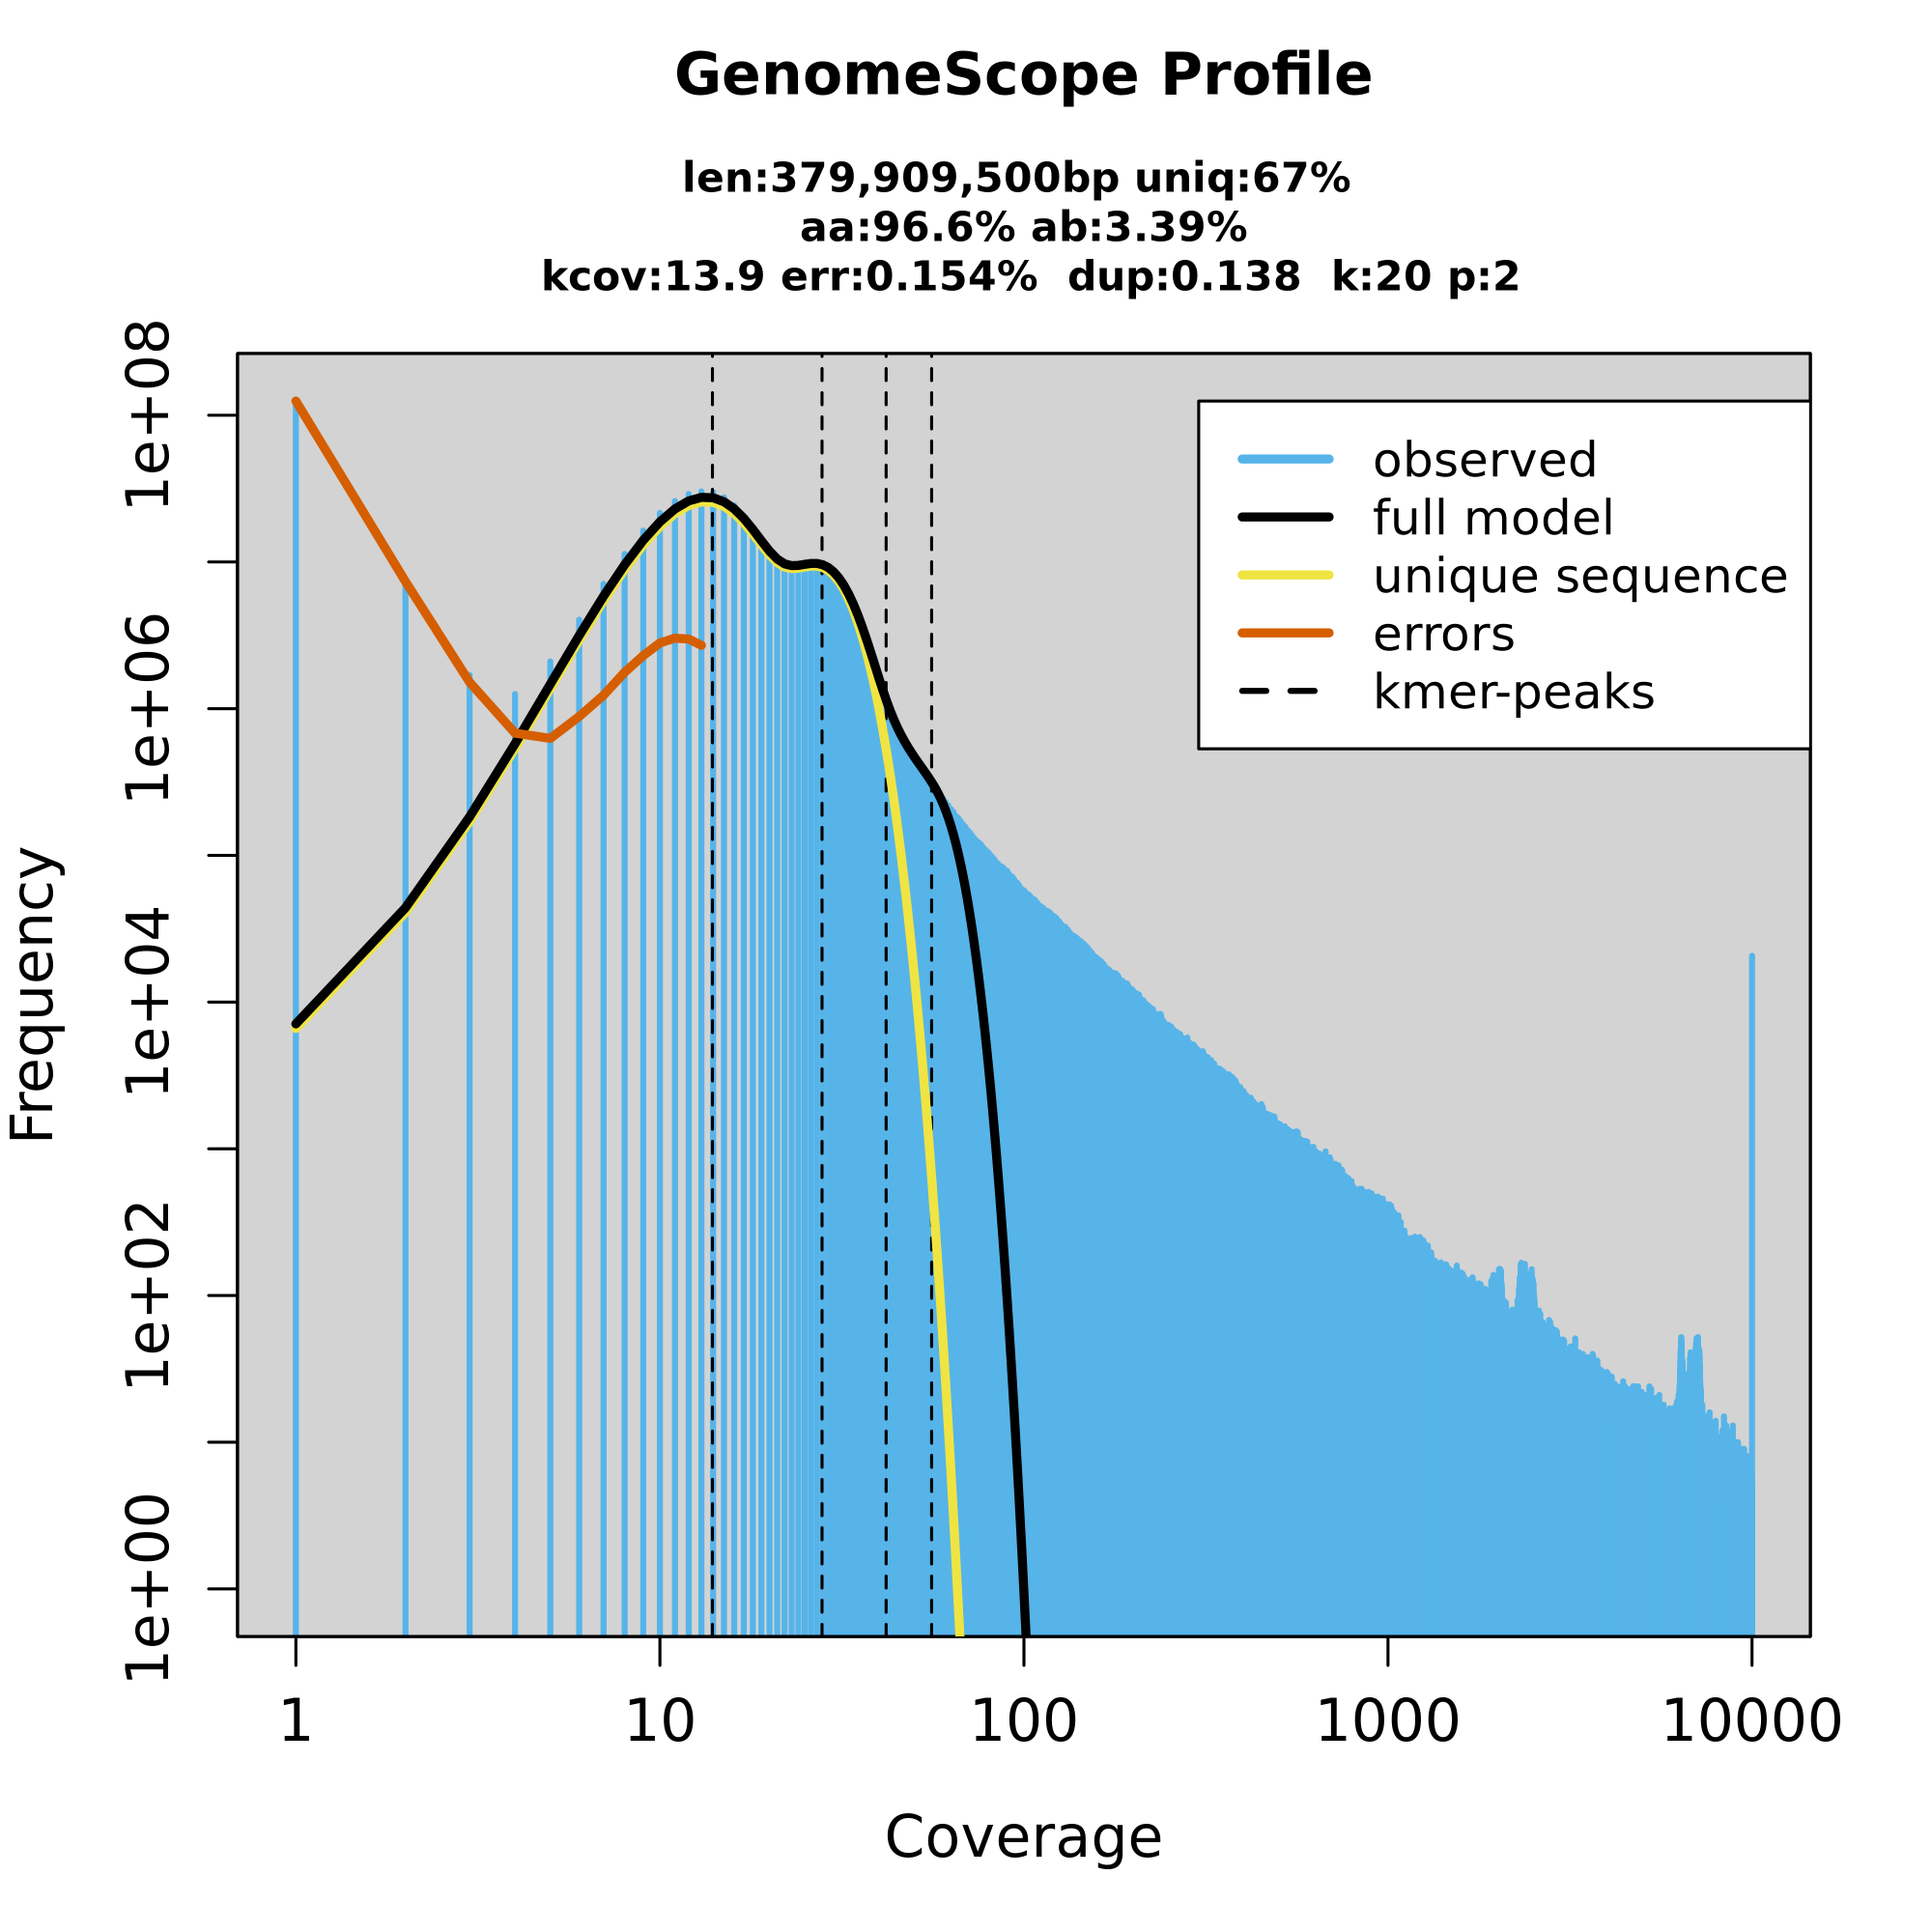 GenomeScope Profile
len:379,909,500bp uniq:67%
aa:96.6% ab:3.39%
kcov:13.9 err:0.154%  dup:0.138  k:20 p:2
observed
full model
unique sequence
errors
kmer-peaks
Frequency
1e+08
1e+06
1e+04
1e+02
1e+00
1
10
100
1000
10000
Coverage